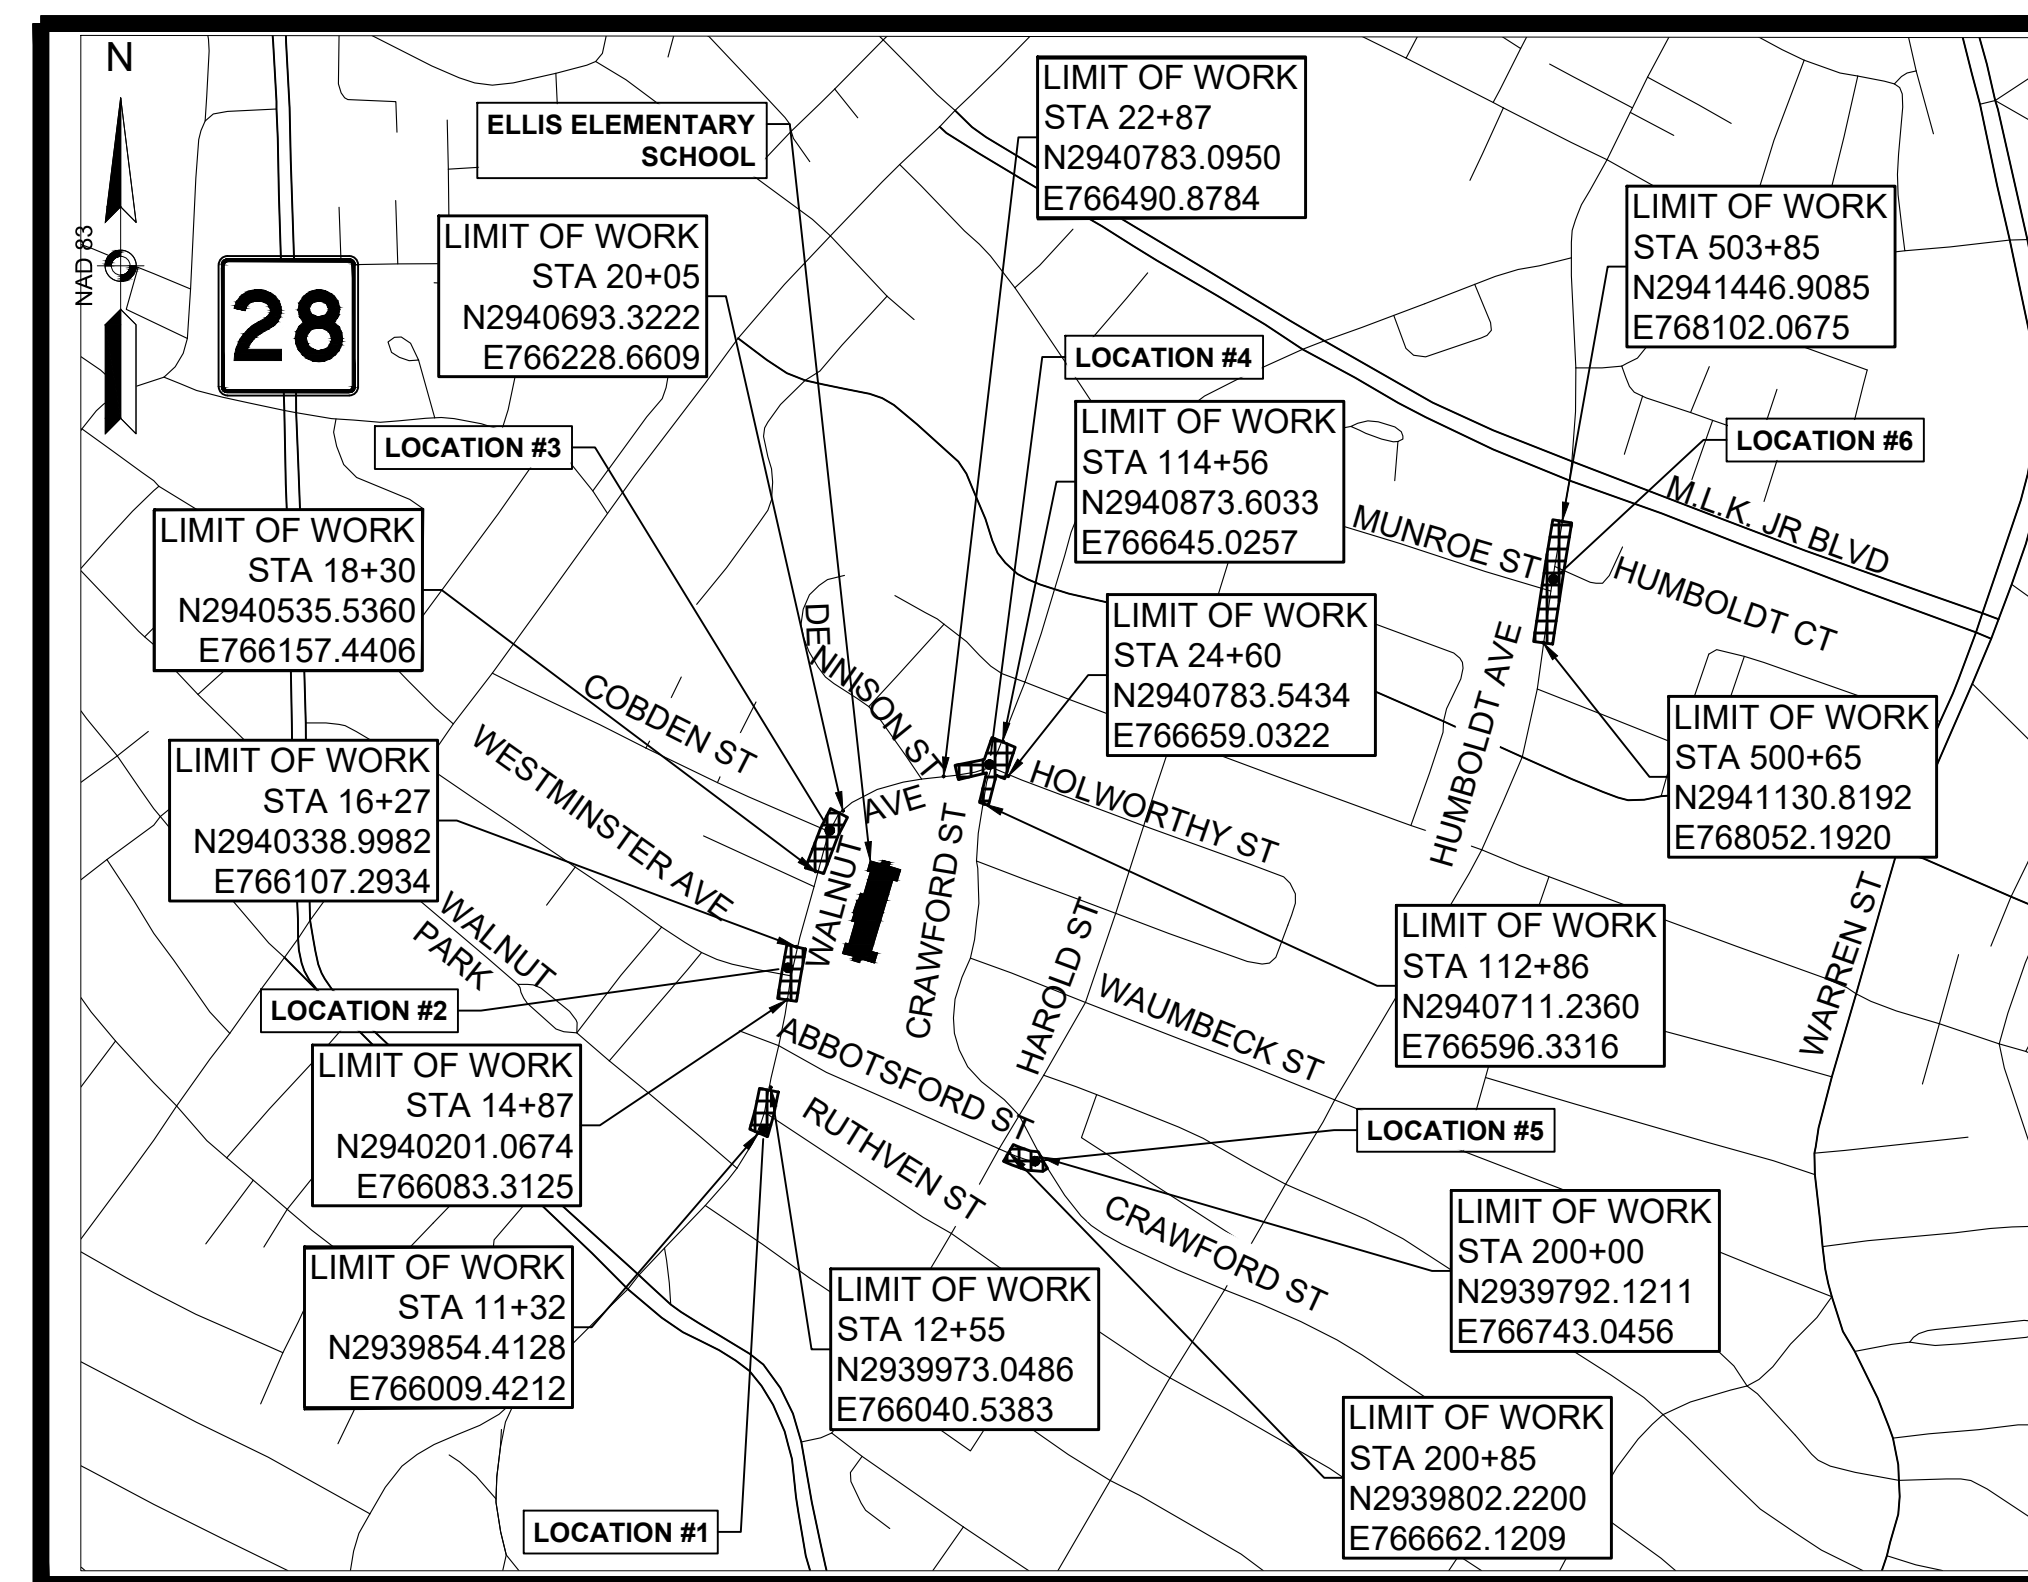 N
NAD 83
28
ELLIS ELEMENTARY
SCHOOL
LIMIT OF WORK
STA 22+87
N2940783.0950
E766490.8784
LIMIT OF WORK
STA 503+85
N2941446.9085
E768102.0675
LIMIT OF WORK
STA 20+05
N2940693.3222
E766228.6609
LOCATION #4
LOCATION #3
LIMIT OF WORK
STA 114+56
N2940873.6033
E766645.0257
LOCATION #6
LIMIT OF WORK
STA 18+30
N2940535.5360
E766157.4406
M.L.K. JR BLVD
MUNROE ST
HUMBOLDT CT
LIMIT OF WORK
STA 24+60
N2940783.5434
E766659.0322
DENNISON ST
COBDEN ST
HUMBOLDT AVE
LIMIT OF WORK
STA 500+65
N2941130.8192
E768052.1920
LIMIT OF WORK
STA 16+27
N2940338.9982
E766107.2934
WESTMINSTER AVE
WALNUT
AVE
HOLWORTHY ST
CRAWFORD ST
WALNUT
PARK
HAROLD ST
WARREN ST
LIMIT OF WORK
STA 112+86
N2940711.2360
E766596.3316
LOCATION #2
WAUMBECK ST
ABBOTSFORD ST
LIMIT OF WORK
STA 14+87
N2940201.0674
E766083.3125
RUTHVEN ST
LOCATION #5
CRAWFORD ST
LIMIT OF WORK
STA 200+00
N2939792.1211
E766743.0456
LIMIT OF WORK
STA 11+32
N2939854.4128
E766009.4212
LIMIT OF WORK
STA 12+55
N2939973.0486
E766040.5383
LIMIT OF WORK
STA 200+85
N2939802.2200
E766662.1209
LOCATION #1